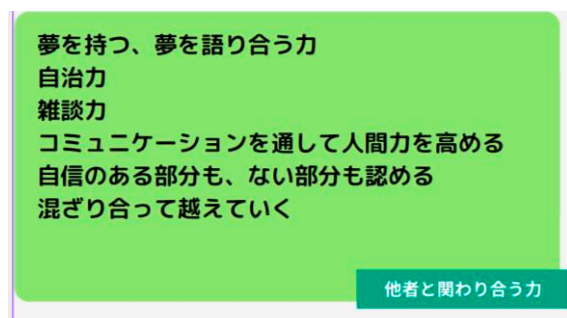 夢を持つ、夢を語り合う力
自治力
雑談力
コミュニケーションを通して人間力を高める
自信のある部分も、ない部分も認める
混ざり合って越えていく
他者と関わり合う力